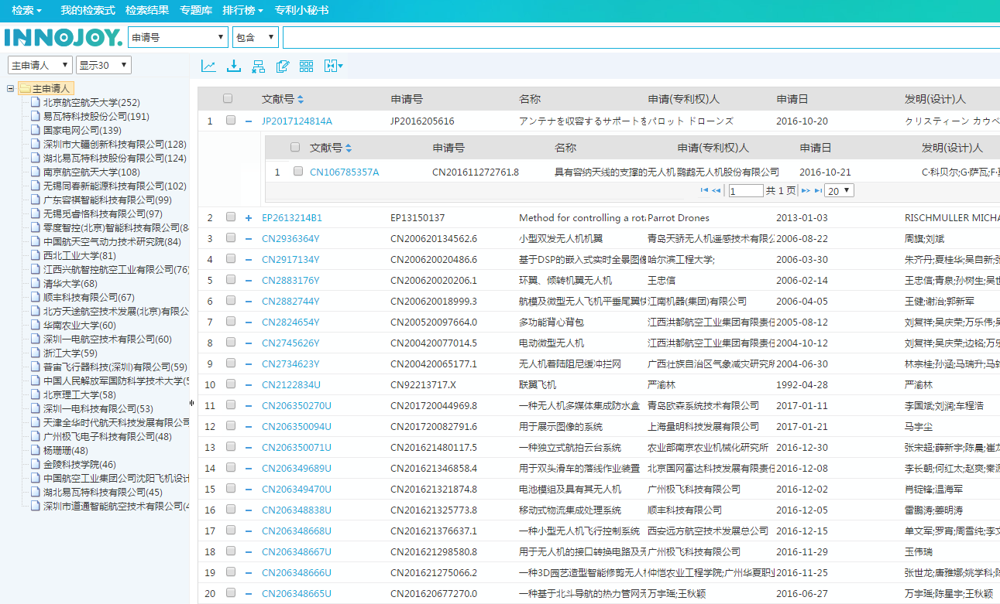 检索 我的检索式 检索结果 专题库 排行榜 专利小秘书
INNOJOY. 申请号 包含
主申请人 显示30
主申请人
北京航空航天大学(252)
易瓦特科技股份公司(191)
国家电网公司(139)
深圳市大疆创新科技有限公司(128)
湖北易瓦特科技股份有限公司(124)
南京航空航天大学(108)
无锡同春新能源科技有限公司(102)
广东容祺智能科技有限公司(99)
无锡觅睿恪科技有限公司(97)
零度智控(北京)智能科技有限公司(8
中国航天空气动力技术研究院(84)
西北工业大学(81)
江西兴航智控航空工业有限公司(76)
清华大学(68)
顺丰科技有限公司(67)
北方天途航空技术发展(北京)有限公
华南农业大学(60)
深圳一电航空技术有限公司(60)
浙江大学(59)
普宙飞行器科技(深圳)有限公司(59)
中国人民解放军国防科学技术大学(5
北京理工大学(58)
深圳一电科技有限公司(53)
天津全华时代航天科技发展有限公司
广州极飞电子科技有限公司(48)
杨珊珊(48)
金陵科技学院(46)
中国航空工业集团公司沈阳飞机设计
湖北易瓦特科技有限公司(45)
深圳市道通智能航空技术有限公司(4
文献号 申请号 名称 申请(专利权)人 申请日 发明(设计)人
1 JP2017124814A JP2016205616 アンテナを収容するサポートを パロット ドローンズ 2016-10-20 クリスティーン カウベ
文献号 申请号 名称 申请(专利权)人 申请日 发明(设计)人
1 CN106785357A CN201611272761.8 具有容纳天线的支撑的无人机 鹦鹉无人机股份有限公司 2016-10-21 C·科贝尔;G·萨瓦;F·
1 共 1 页 20
2 EP2613214B1 EP13150137 Method for controlling a rot Parrot Drones 2013-01-03 RISCHMULLER MICHA
3 CN2936364Y CN200620134562.6 小型双发无人机机翼 青岛天骄无人机遥感技术有限公 2006-08-22 周旗;刘斌
4 CN2917134Y CN200620020486.6 基于DSP的嵌入式实时全景图像 哈尔滨工程大学; 2006-03-30 朱齐丹;夏桂华;吴自新;张
5 CN2883176Y CN200620020206.1 环翼、倾转机翼无人机 王忠信 2006-02-14 王忠信;青泉;孙树生;吴世
6 CN2882744Y CN200620018999.3 航模及微型无人飞机平垂尾翼快 江南机器(集团)有限公司 2006-04-05 王健;谢治;郭新军
7 CN2824654Y CN200520097664.0 多功能背心背包 江西洪都航空工业集团有限责任 2005-08-12 刘复祥;吴庆荣;万乐伟;吴
8 CN2745626Y CN200420077014.5 电动微型无人机 江西洪都航空工业集团有限责任 2004-10-12 刘复祥;吴庆荣;边铭;万乐
9 CN2734623Y CN200420065177.1 无人机着陆阻尼缓冲拦网 广西壮族自治区气象减灾研究所 2004-06-30 林宗桂;孙涵;马瑞升;马轮
10 CN2122834U CN92213717.X 联翼飞机 严渝林 1992-04-28 严渝林
11 CN206350270U CN201720044969.8 一种无人机多媒体集成防水盒 青岛欧森系统技术有限公司 2017-01-11 李国斌;刘润;车程浩
12 CN206350094U CN201720082791.6 用于展示图像的系统 上海量明科技发展有限公司 2017-01-21 马宇尘
13 CN206350071U CN201621480117.5 一种独立式航拍云台系统 农业部南京农业机械化研究所 2016-12-30 张宋超;薛新宇;陈晨;崔龙
14 CN206349689U CN201621346858.4 用于双头滑车的落线作业装置 北京国网富达科技发展有限责任 2016-12-08 李长朝;何红太;赵爽;秦源
15 CN206349470U CN201621321874.8 电池模组及具有其无人机 广州极飞科技有限公司 2016-12-02 肖锭锋;温海军
16 CN206348838U CN201621325773.8 移动式物流集成处理系统 顺丰科技有限公司 2016-12-05 雷鹏涛;姜明涛
17 CN206348668U CN201621376637.1 一种小型无人机飞行控制系统 西安远方航空技术发展总公司 2016-12-15 单文军;罗宵;周雪纯;李文
18 CN206348667U CN201621298580.8 用于无人机的接口转换电路及无 广州极飞科技有限公司 2016-11-29 玉伟瑞
19 CN206348666U CN201621275066.2 一种3D园艺造型智能修剪无人机 仲恺农业工程学院;广州华夏职业 2016-11-25 张世龙;唐雅娜;姚学科;陈
20 CN206348665U CN201620677270.0 一种基于北斗导航的热力管网无 万宇瑶;王秋颖 2016-06-27 万宇瑶;陈星宇;王秋颖